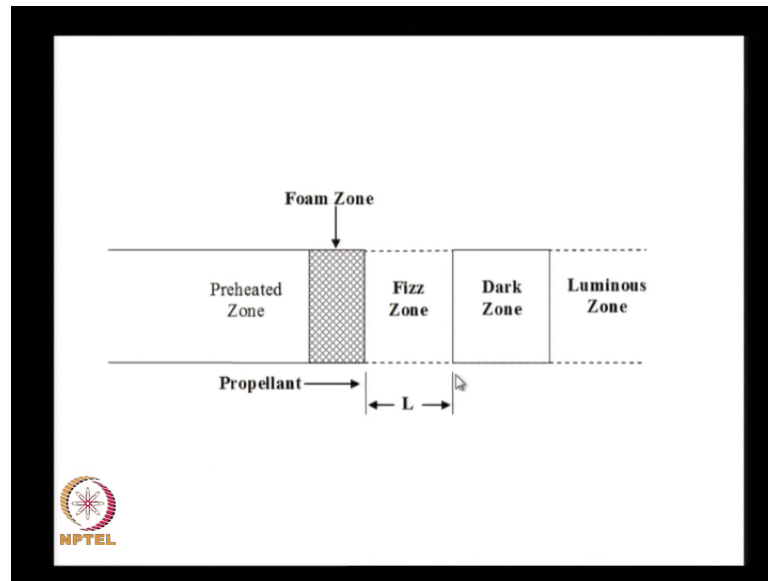 Foam Zone
Preheated
Zone
Fizz
Zone
Dark
Zone
Luminous
Zone
Propellant
L
NPTEL